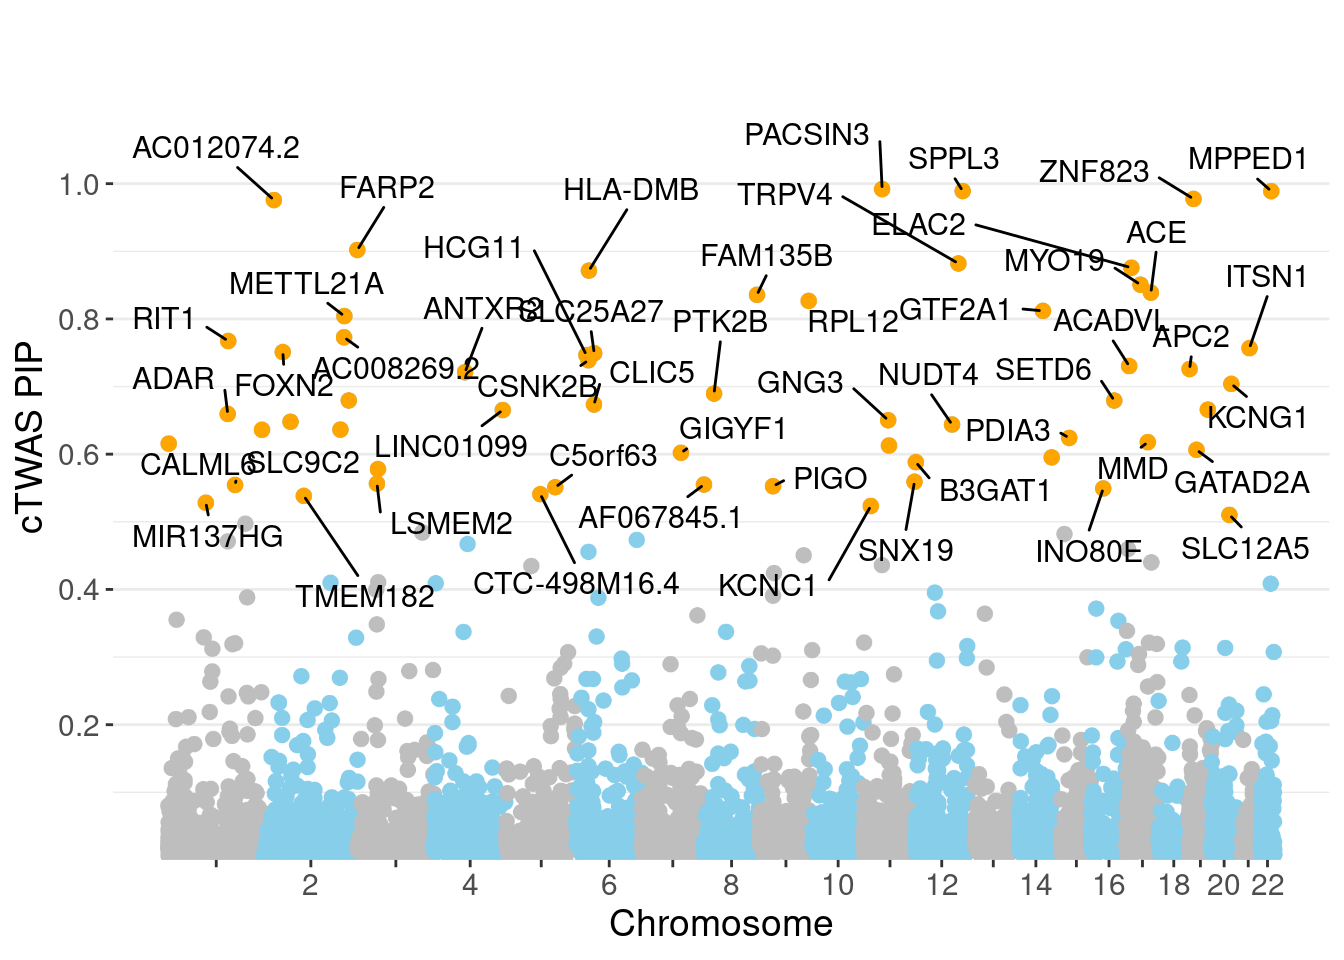 PACSIN3
AC012074.2
SPPL3
ZNF823
MPPED1
1.0
FARP2
HLA-DMB
TRPV4
ELAC2
ACE
HCG11
FAM135B
MYO19
METTL21A
ITSN1
ANTXR2
SLC25A27
RIT1
0.8
PTK2B
RPL12
GTF2A1
ACADVL
APC2
AC008269.2
ADAR
FOXN2
CSNK2B
CLIC5
GNG3
NUDT4
SETD6
KCNG1
LINC01099
GIGYF1
PDIA3
0.6
CALML6
SLC9C2
C5orf63
MMD
PIGO
B3GAT1
GATAD2A
MIR137HG
LSMEM2
AF067845.1
SNX19
INO80E
SLC12A5
0.4
TMEM182
CTC-498M16.4
KCNC1
0.2
cTWAS PIP
2 4 6 8 10 12 14 16 18 20 22
Chromosome